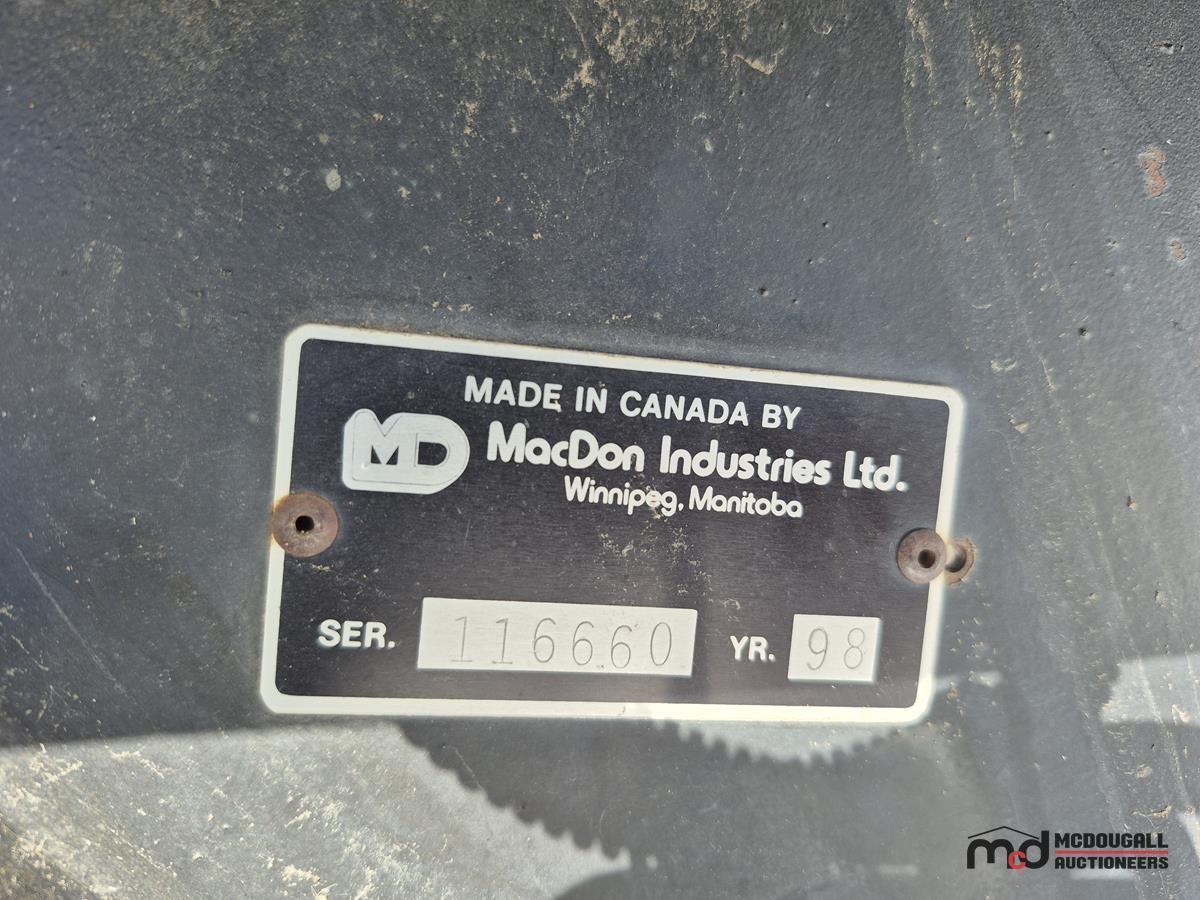 MADE IN CANADA BY
MD
MacDon Industries Ltd.
Winnipeg, Manitoba
SER. 116660
YR. 98
mcd
MCDOUGALL
AUCTIONEERS